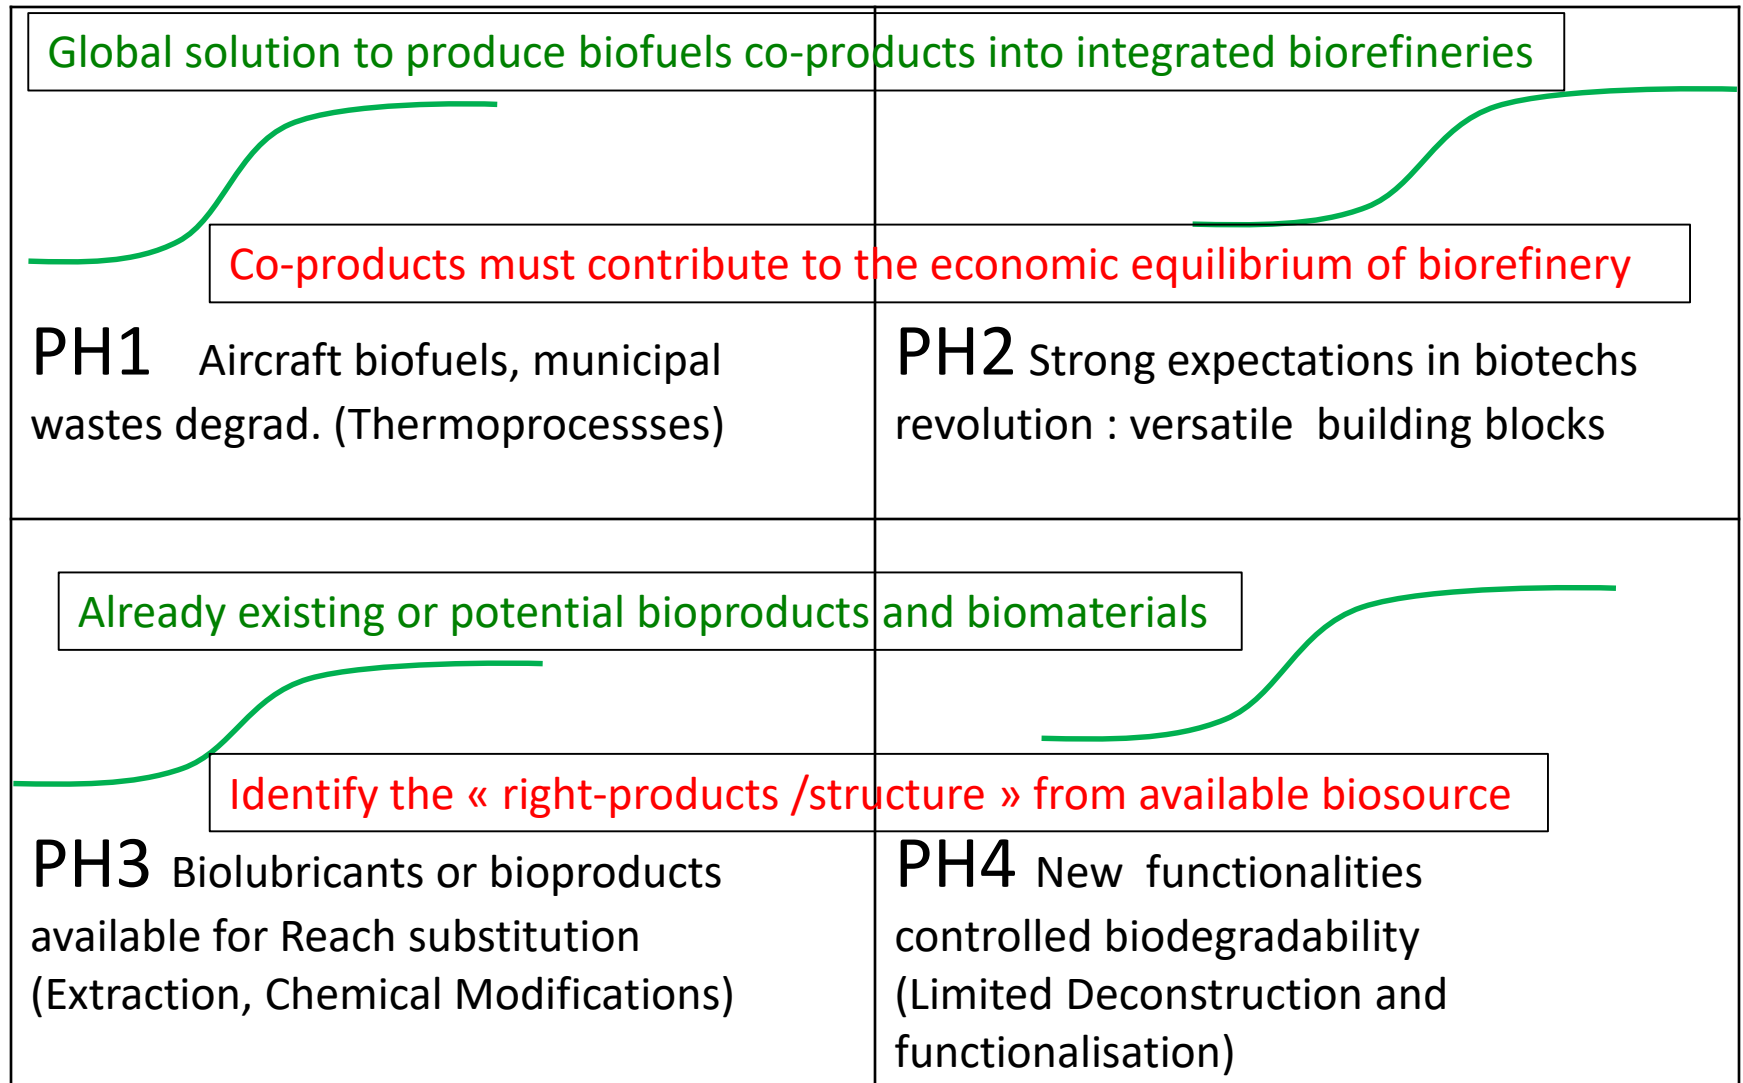 Global solution to produce biofuels co-products into integrated biorefineries
Co-products must contribute to the economic equilibrium of biorefinery
PH1 Aircraft biofuels, municipal
wastes degrad. (Thermoprocessses)
PH2 Strong expectations in biotechs
revolution : versatile building blocks
Already existing or potential bioproducts and biomaterials
Identify the « right-products /structure » from available biosource
PH3 Biolubricants or bioproducts
available for Reach substitution
(Extraction, Chemical Modifications)
PH4 New functionalities
controlled biodegradability
(Limited Deconstruction and
functionalisation)